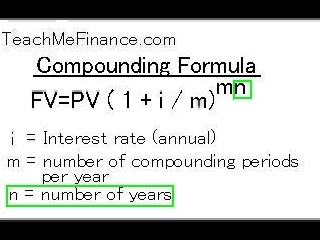 TeachMeFinance.com
Compounding Formula
FV=PV ( 1 + i / m)^mn
i = Interest rate (annual)
m = number of compounding periods
per year
n = number of years